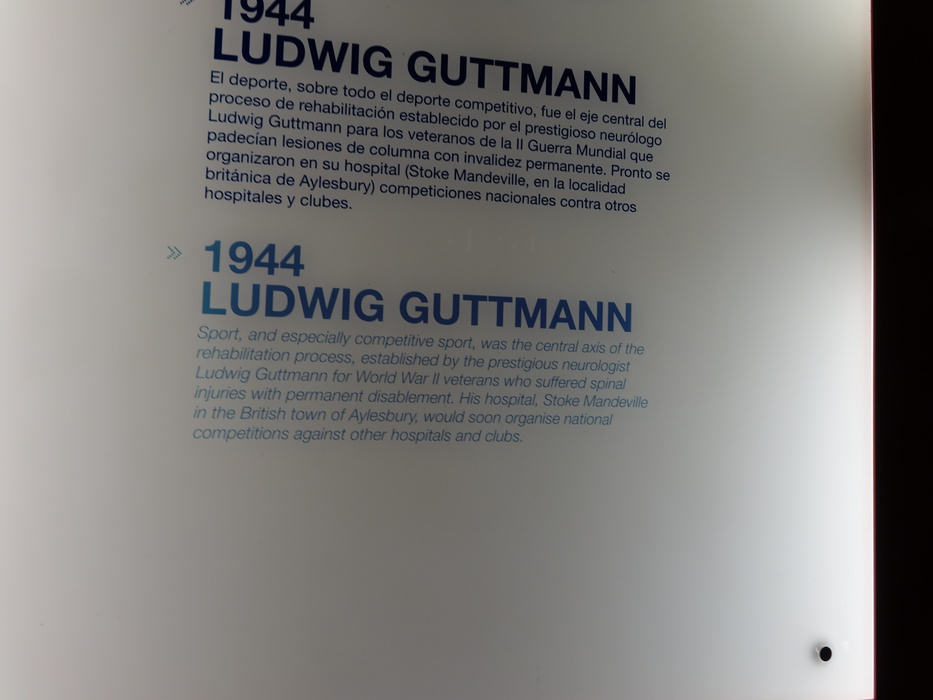 1944
LUDWIG GUTTMANN
El deporte, sobre todo el deporte competitivo, fue el eje central del
proceso de rehabilitación establecido por el prestigioso neurólogo
Ludwig Guttmann para los veteranos de la II Guerra Mundial que
padecían lesiones de columna con invalidez permanente. Pronto se
organizaron en su hospital (Stoke Mandeville, en la localidad
británica de Aylesbury) competiciones nacionales contra otros
hospitales y clubes.
» 1944
LUDWIG GUTTMANN
Sport, and especially competitive sport, was the central axis of the
rehabilitation process, established by the prestigious neurologist
Ludwig Guttmann for World War II veterans who suffered spinal
injuries with permanent disablement. His hospital, Stoke Mandeville
in the British town of Aylesbury, would soon organise national
competitions against other hospitals and clubs.